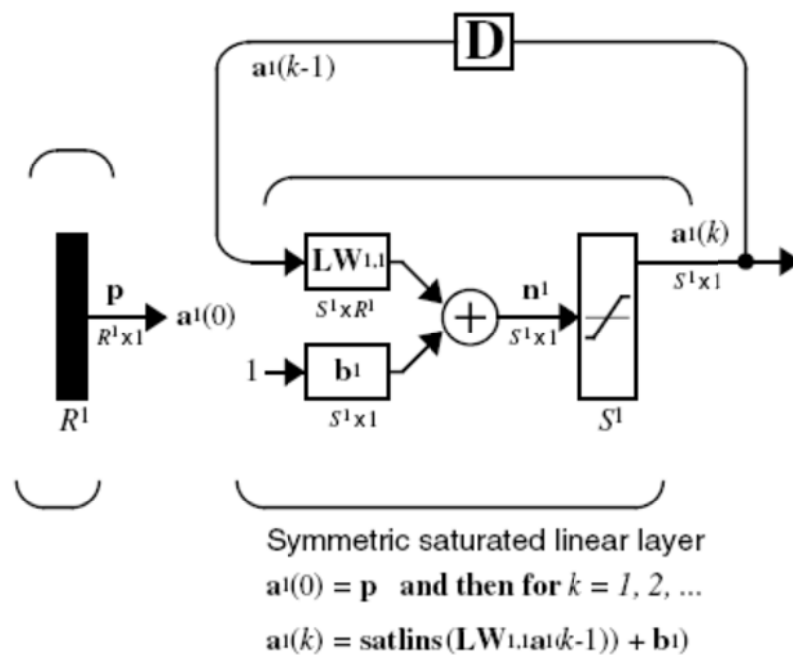 D
a¹(k-1)
a¹(k)
LW1,1
n¹
S¹x1
p
a¹(0)
S¹xR¹
S¹x1
R¹x1
1
b¹
R¹
S¹x1
S¹
Symmetric saturated linear layer
a¹(0) = p and then for k = 1, 2, ...
a¹(k) = satlins(LW1,1a¹(k-1)) + b¹)